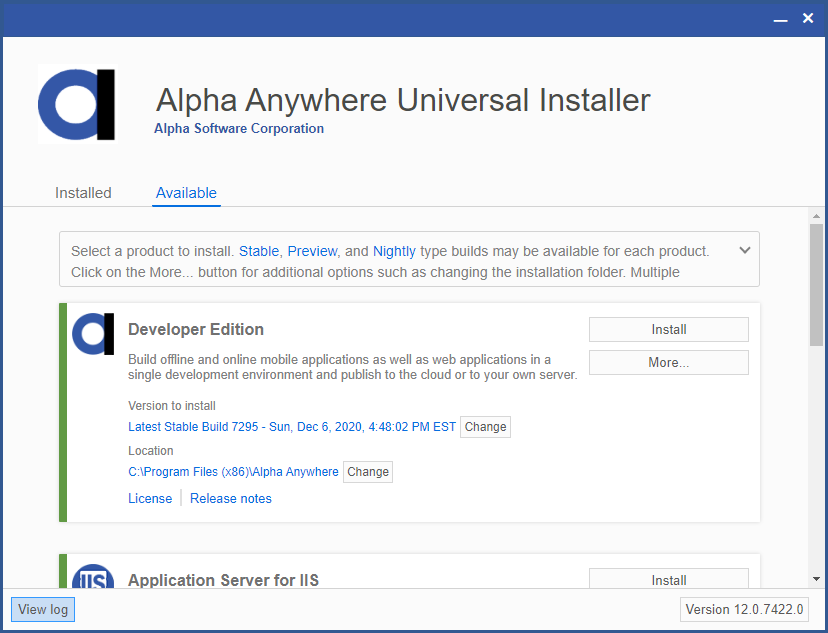 Alpha Anywhere Universal Installer
Alpha Software Corporation
Installed
Available
Select a product to install. Stable, Preview, and Nightly type builds may be available for each product.
Click on the More... button for additional options such as changing the installation folder. Multiple
Developer Edition
Install
Build offline and online mobile applications as well as web applications in a
single development environment and publish to the cloud or to your own server.
More...
Version to install
Latest Stable Build 7295 - Sun, Dec 6, 2020, 4:48:02 PM EST Change
Location
C:\Program Files (x86)\Alpha Anywhere Change
License
Release notes
IIS
Application Server for IIS
Install
View log
Version 12.0.7422.0